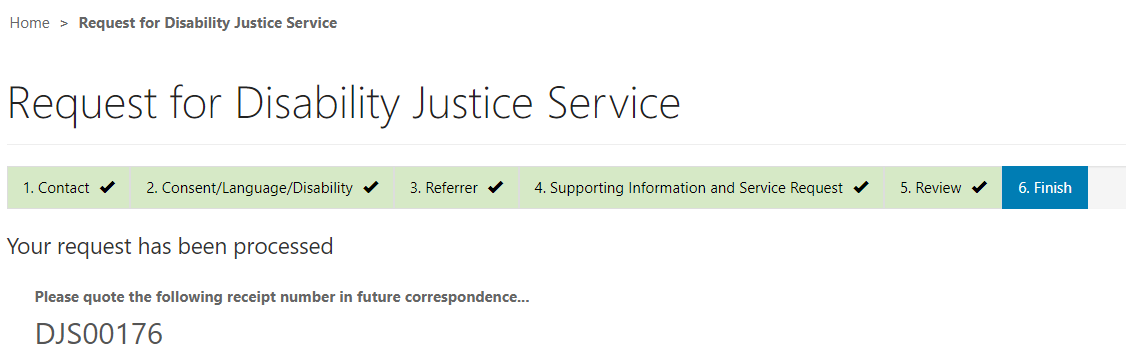 Home > Request for Disability Justice Service
Request for Disability Justice Service
1. Contact ✔ 2. Consent/Language/Disability ✔ 3. Referrer ✔ 4. Supporting Information and Service Request ✔ 5. Review ✔ 6. Finish
Your request has been processed
Please quote the following receipt number in future correspondence...
DJS00176